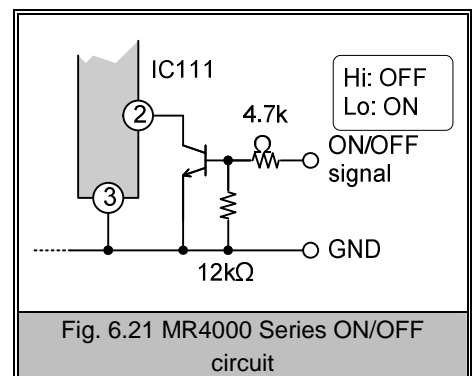 IC111
Hi: OFF
Lo: ON
2
4.7k
Ω
ON/OFF
signal
3
GND
12kΩ
Fig. 6.21 MR4000 Series ON/OFF
circuit